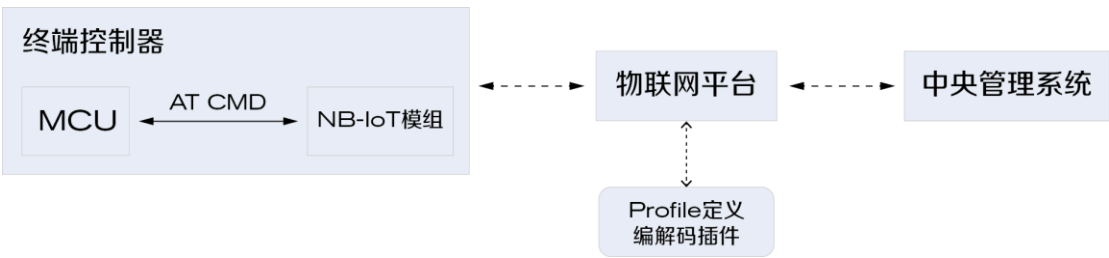 终端控制器
MCU
AT CMD
NB-IoT模组
物联网平台
中央管理系统
Profile定义
编解码插件